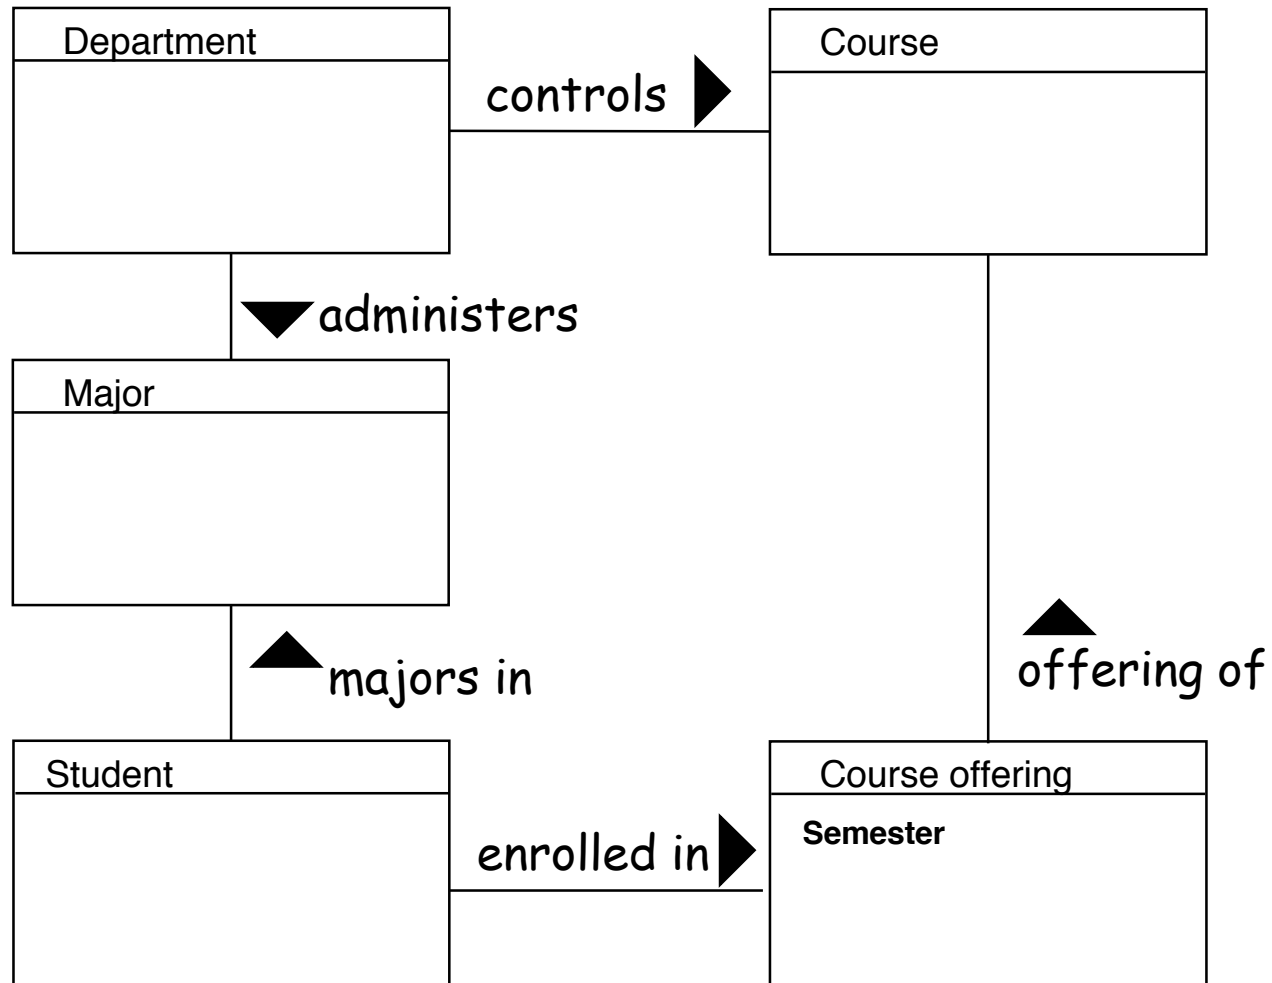 Department
Course
controls
administers
Major
majors in
offering of
Student
Course offering
enrolled in
Semester